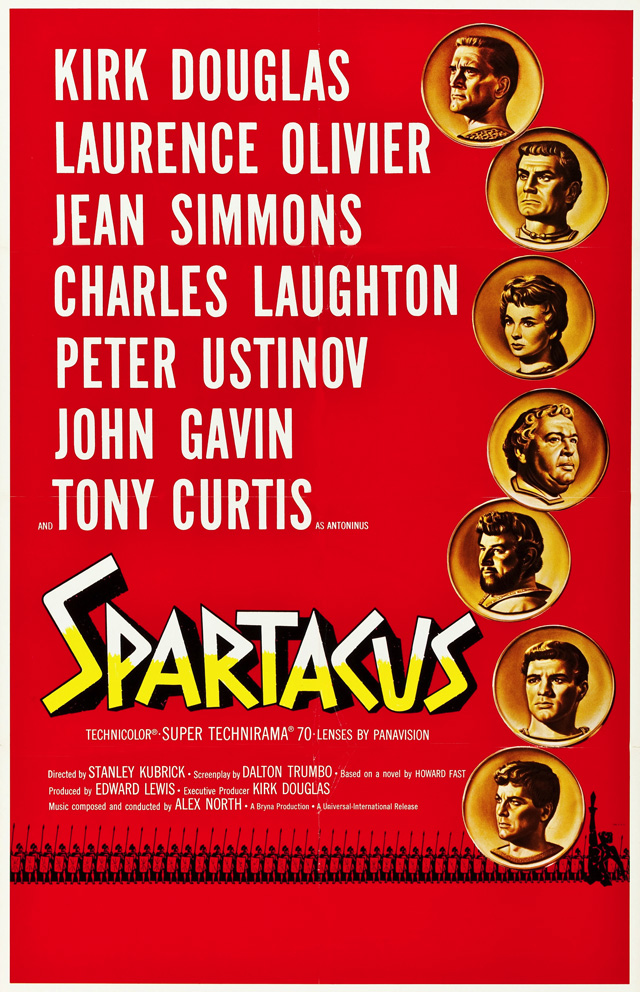 KIRK DOUGLAS
LAURENCE OLIVIER
JEAN SIMMONS
CHARLES LAUGHTON
PETER USTINOV
JOHN GAVIN
AND TONY CURTIS AS ANTONINUS
SPARTACUS
TECHNICOLOR®· SUPER TECHNIRAMA® 70 · LENSES BY PANAVISION
Directed by STANLEY KUBRICK · Screenplay by DALTON TRUMBO · Based on a novel by HOWARD FAST
Produced by EDWARD LEWIS · Executive Producer KIRK DOUGLAS
Music composed and conducted by ALEX NORTH · A Bryna Production · A Universal-International Release